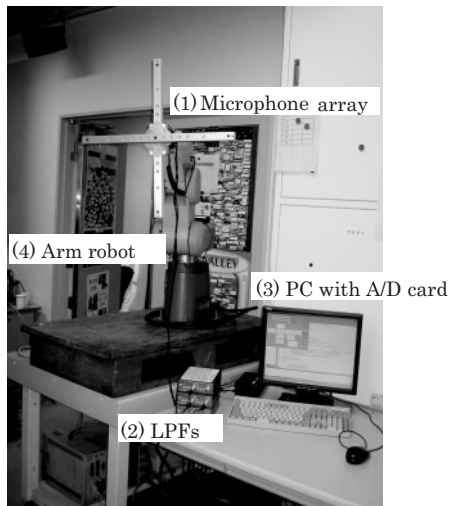 (1) Microphone array
(4) Arm robot
VALLEY
(3) PC with A/D card
(2) LPFs